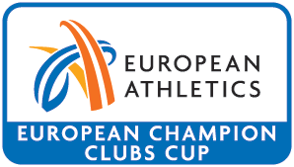 EUROPEAN
ATHLETICS
EUROPEAN CHAMPION
CLUBS CUP